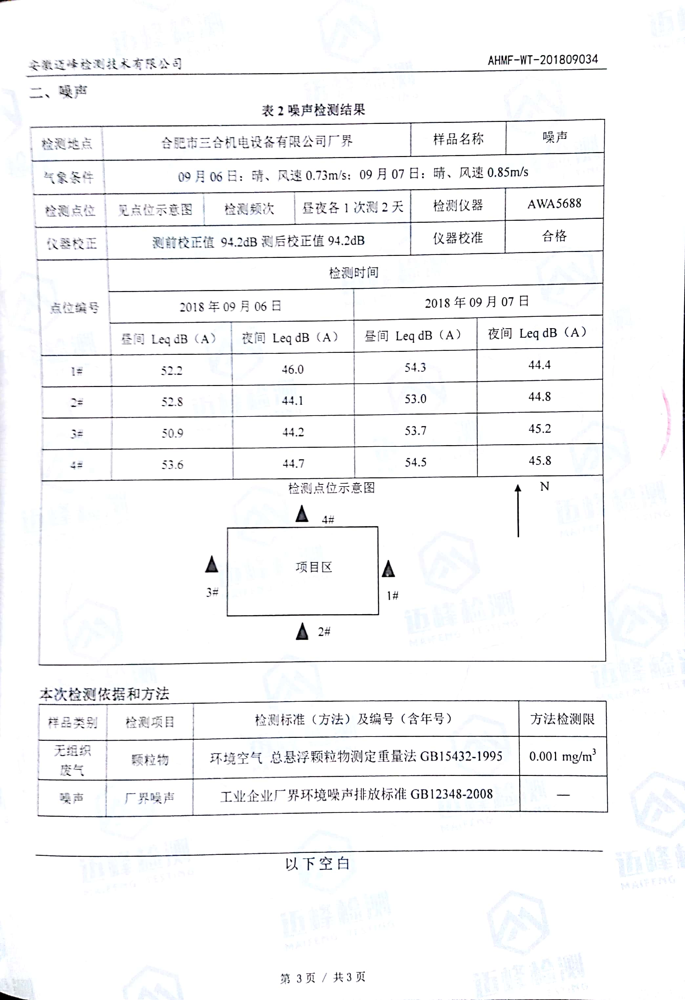 安徽迈峰检测技术有限公司 AHMF-WT-201809034
二、噪声
表 2 噪声检测结果
检测地点 合肥市三合机电设备有限公司厂界 样品名称 噪声
气象条件 09 月 06 日：晴、风速 0.73m/s；09 月 07 日：晴、风速 0.85m/s
检测点位 见点位示意图 检测频次 昼夜各 1 次测 2 天 检测仪器 AWA5688
仪器校正 测前校正值 94.2dB 测后校正值 94.2dB 仪器校准 合格
检测时间
点位编号 2018 年 09 月 06 日 2018 年 09 月 07 日
昼间 Leq dB（A） 夜间 Leq dB（A） 昼间 Leq dB（A） 夜间 Leq dB（A）
1# 52.2 46.0 54.3 44.4
2# 52.8 44.1 53.0 44.8
3# 50.9 44.2 53.7 45.2
4# 53.6 44.7 54.5 45.8
检测点位示意图 N
4#
项目区
3# 1#
2#
本次检测依据和方法
样品类别 检测项目 检测标准（方法）及编号（含年号） 方法检测限
无组织
废气 颗粒物 环境空气 总悬浮颗粒物测定重量法 GB15432-1995 0.001 mg/m³
噪声 厂界噪声 工业企业厂界环境噪声排放标准 GB12348-2008 —
以下空白
第 3 页 / 共 3 页